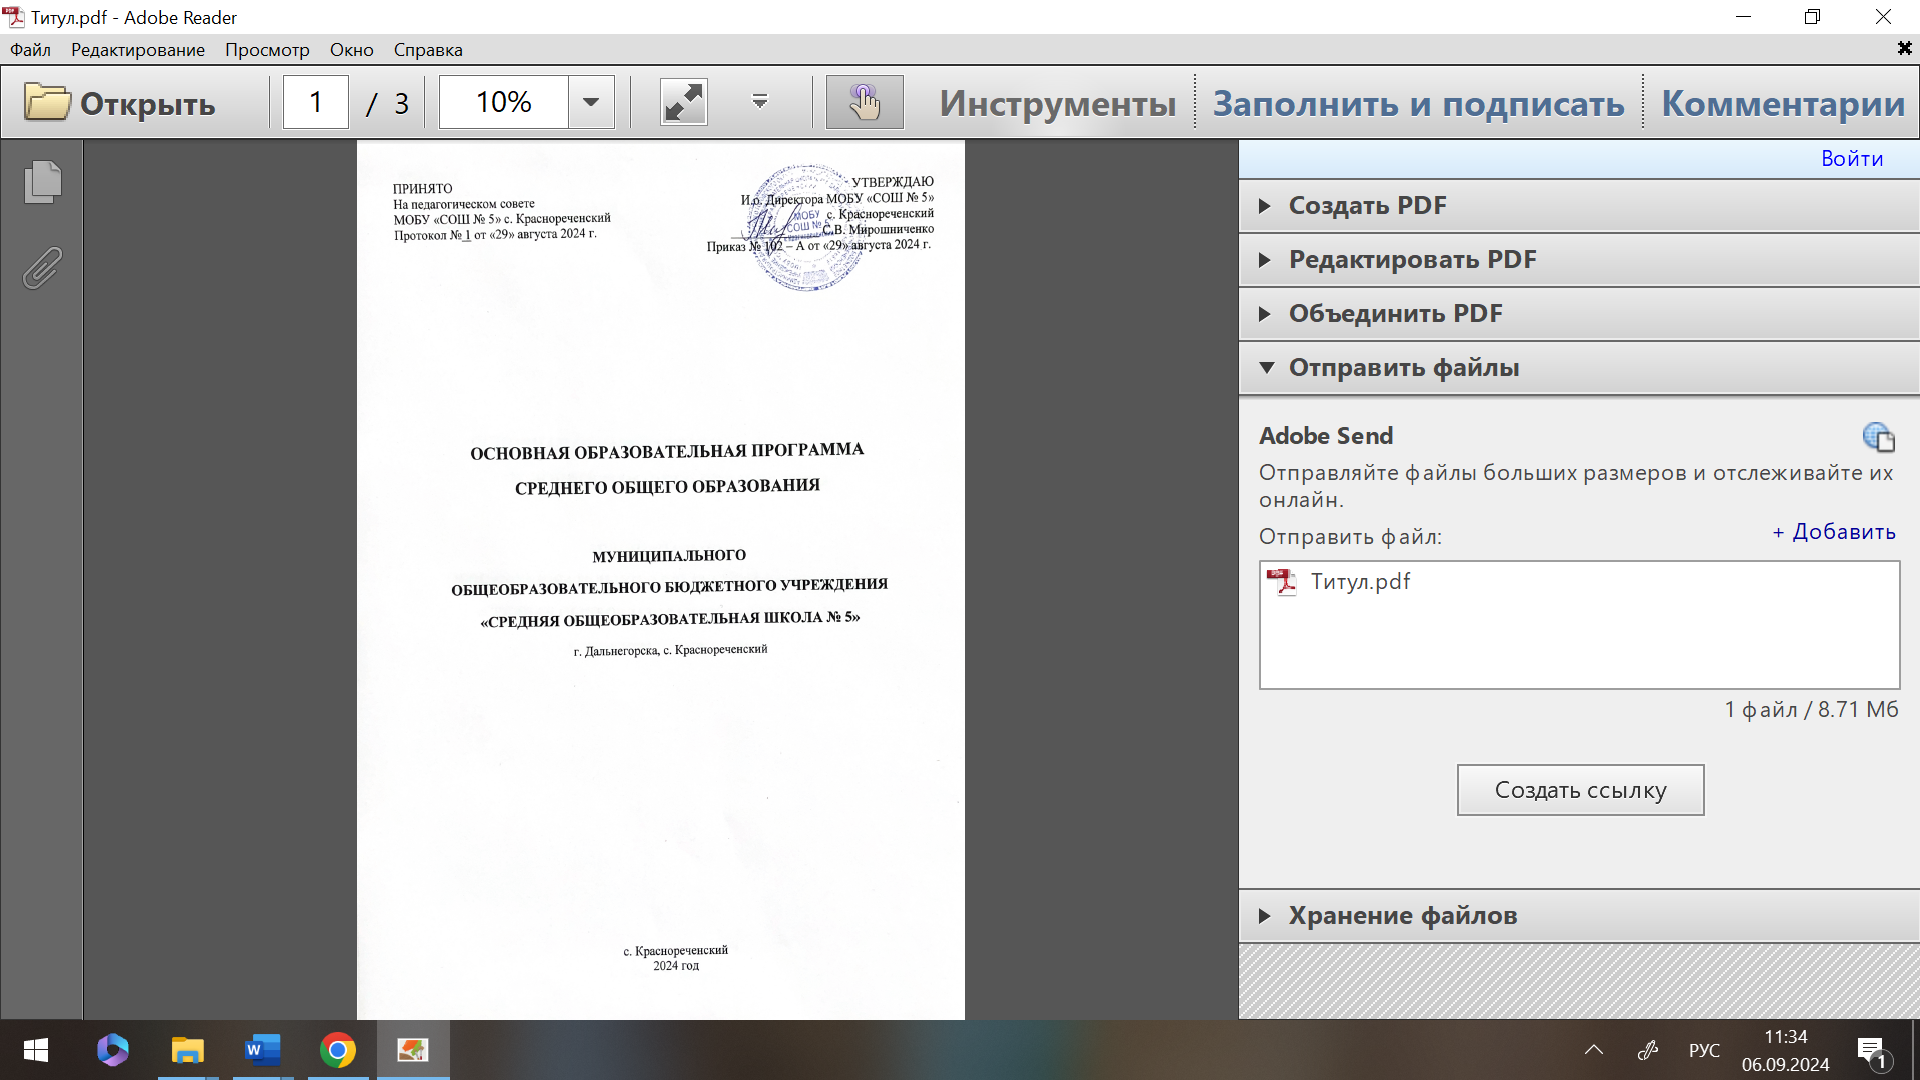 Титул.pdf - Adobe Reader
Файл Редактирование Просмотр Окно Справка
Открыть 1 / 3 10% Инструменты Заполнить и подписать Комментарии
ПРИНЯТО
На педагогическом совете
МОБУ «СОШ № 5» с. Краснореченский
Протокол № 1 от «29» августа 2024 г.
УТВЕРЖДАЮ
И.о. Директора МОБУ «СОШ № 5»
с. Краснореченский
С.В. Мирошниченко
Приказ № 102 – А от «29» августа 2024 г.
МОБУ
СОШ № 5
ОСНОВНАЯ ОБРАЗОВАТЕЛЬНАЯ ПРОГРАММА
СРЕДНЕГО ОБЩЕГО ОБРАЗОВАНИЯ
МУНИЦИПАЛЬНОГО
ОБЩЕОБРАЗОВАТЕЛЬНОГО БЮДЖЕТНОГО УЧРЕЖДЕНИЯ
«СРЕДНЯЯ ОБЩЕОБРАЗОВАТЕЛЬНАЯ ШКОЛА № 5»
г. Дальнегорска, с. Краснореченский
с. Краснореченский
2024 год
Войти
Создать PDF
Редактировать PDF
Объединить PDF
Отправить файлы
Adobe Send
Отправляйте файлы больших размеров и отслеживайте их
онлайн.
Отправить файл:
+ Добавить
Титул.pdf
1 файл / 8.71 Мб
Создать ссылку
Хранение файлов
РУС
11:34
06.09.2024
1